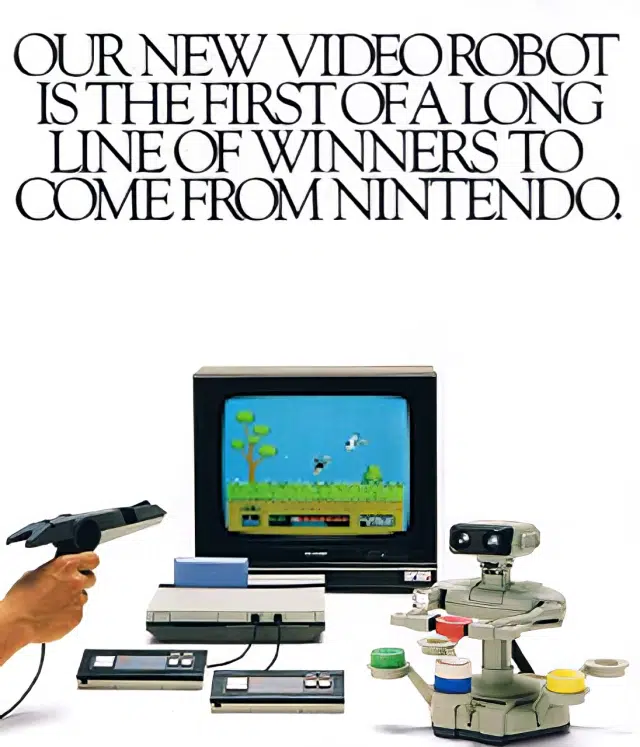 OUR NEW VIDEO ROBOT
IS THE FIRST OF A LONG
LINE OF WINNERS TO
COME FROM NINTENDO.